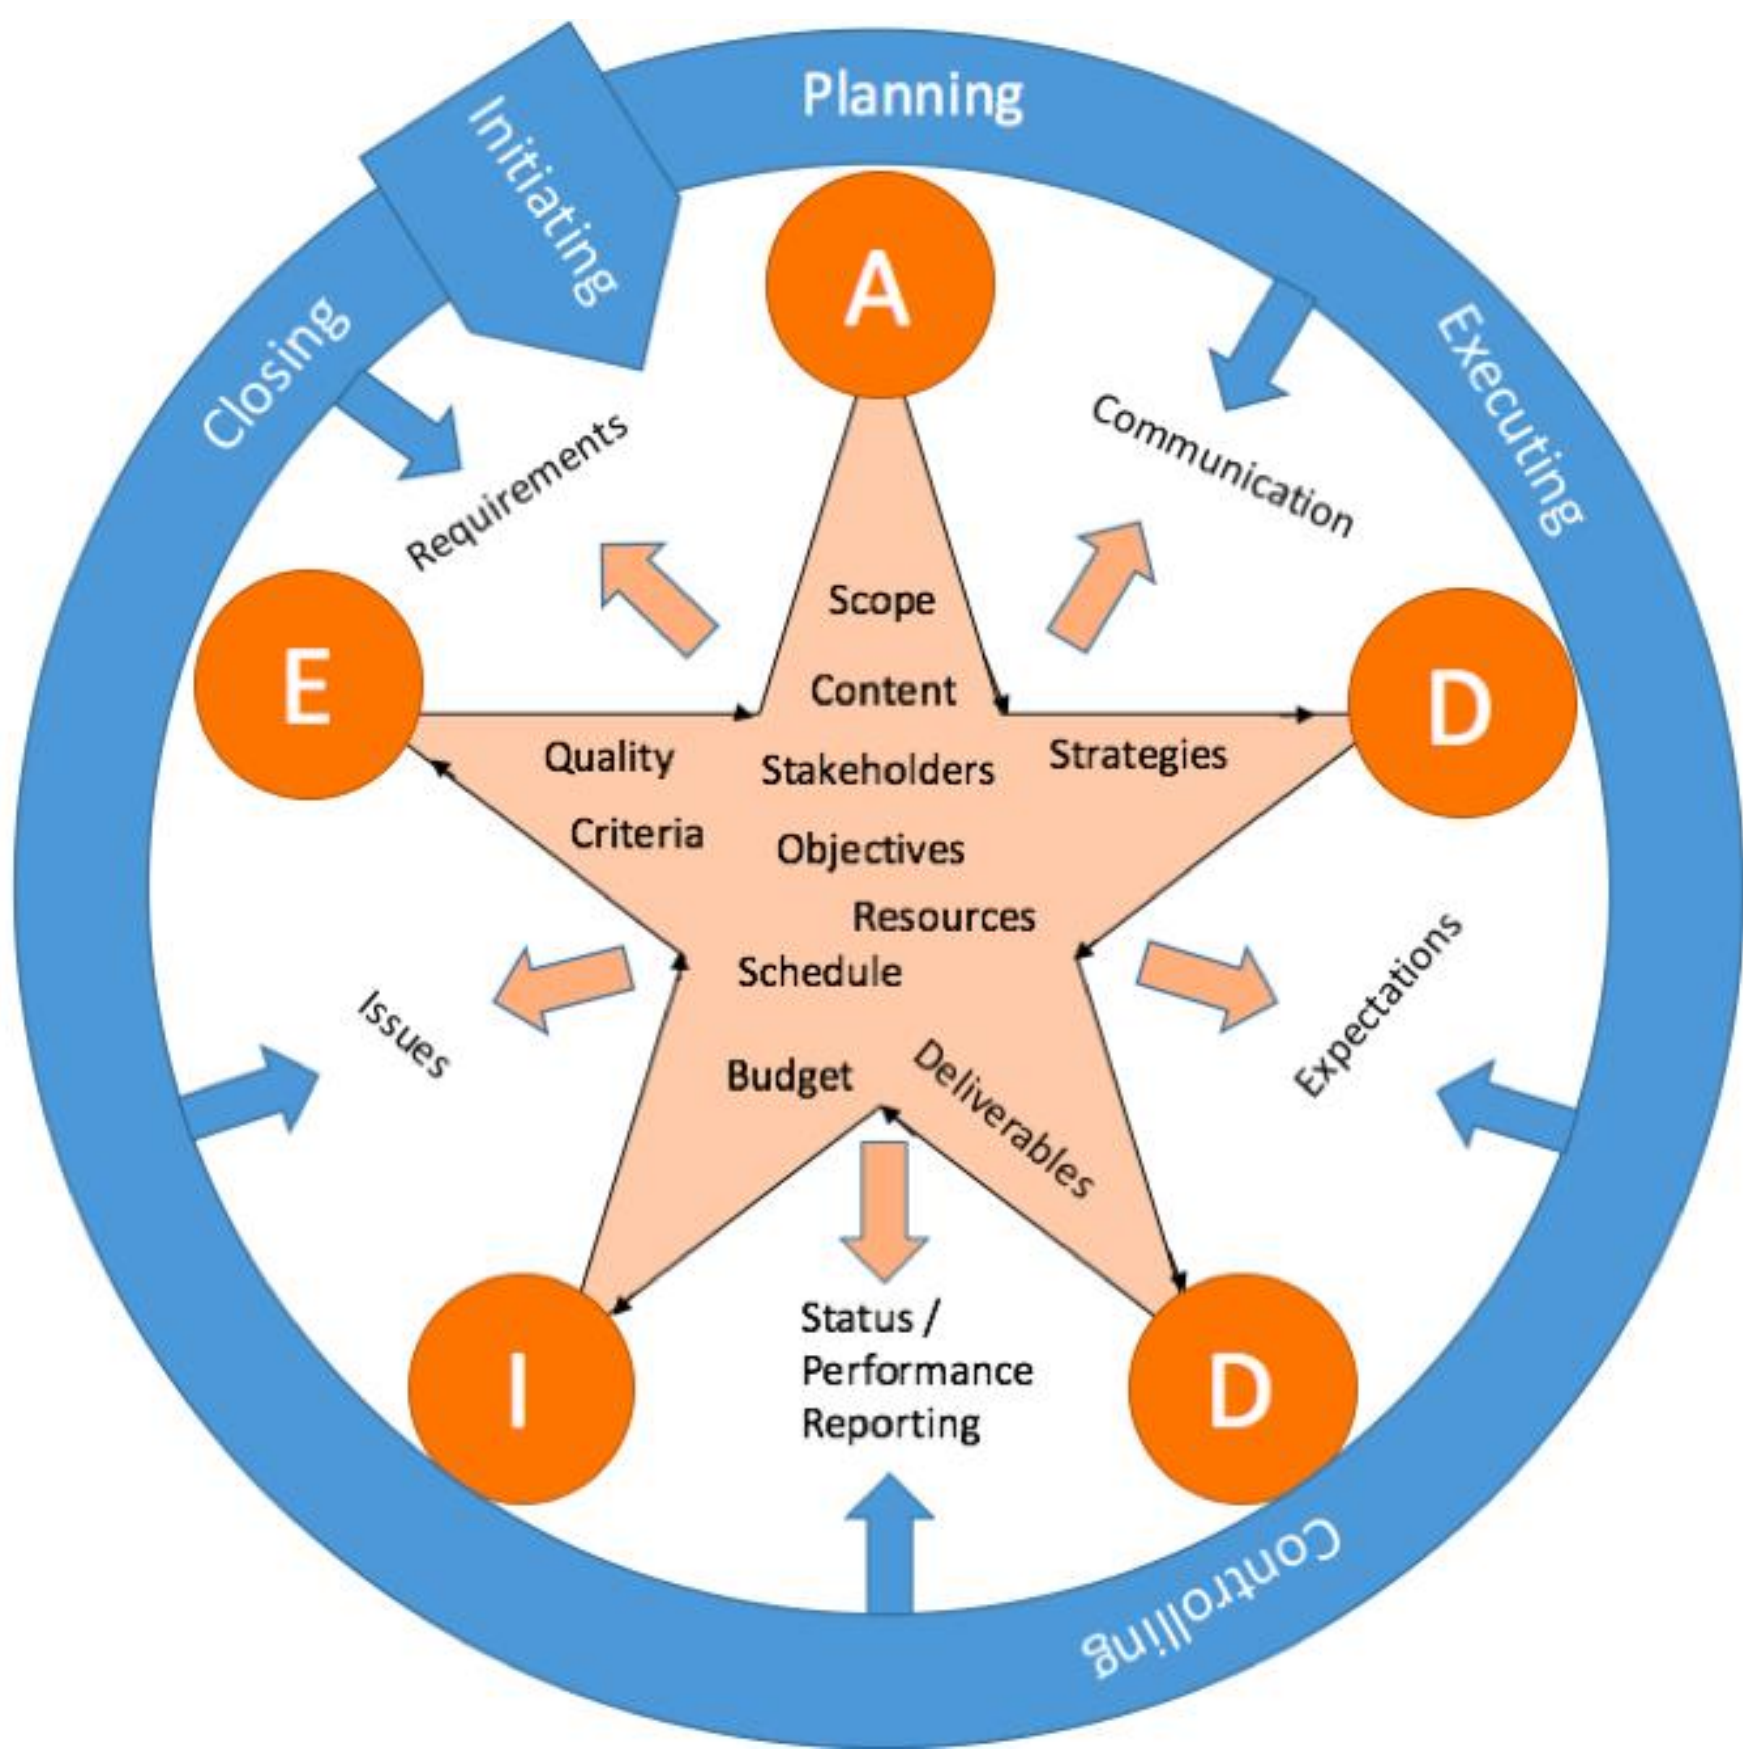 Initiating
Planning
Executing
Controlling
Closing
A
D
D
I
E
Requirements
Communication
Expectations
Status /
Performance
Reporting
Issues
Scope
Content
Quality
Stakeholders
Strategies
Criteria
Objectives
Resources
Schedule
Budget
Deliverables